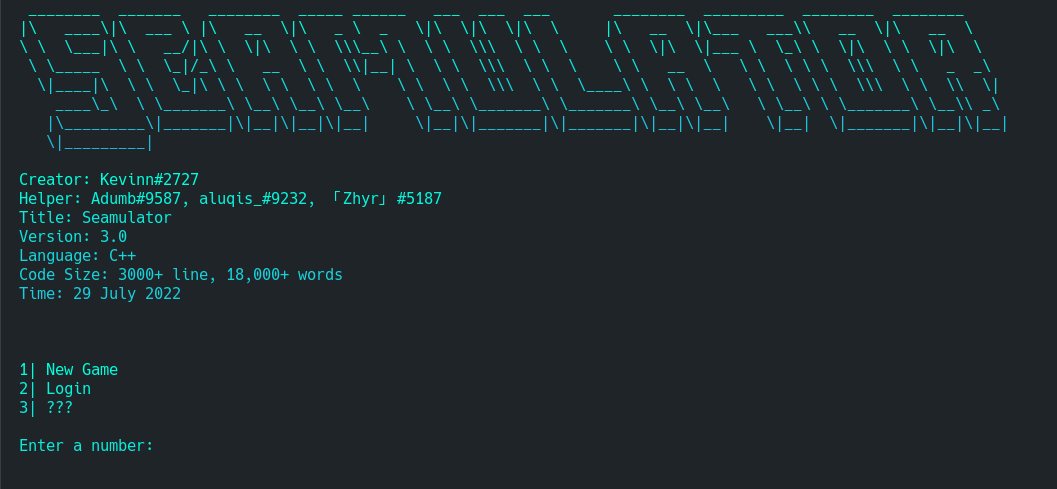 SEAMULATOR
Creator: Kevinn#2727
Helper: Adumb#9587, aluqis_#9232, 「Zhyr」#5187
Title: Seamulator
Version: 3.0
Language: C++
Code Size: 3000+ line, 18,000+ words
Time: 29 July 2022
1| New Game
2| Login
3| ???
Enter a number: